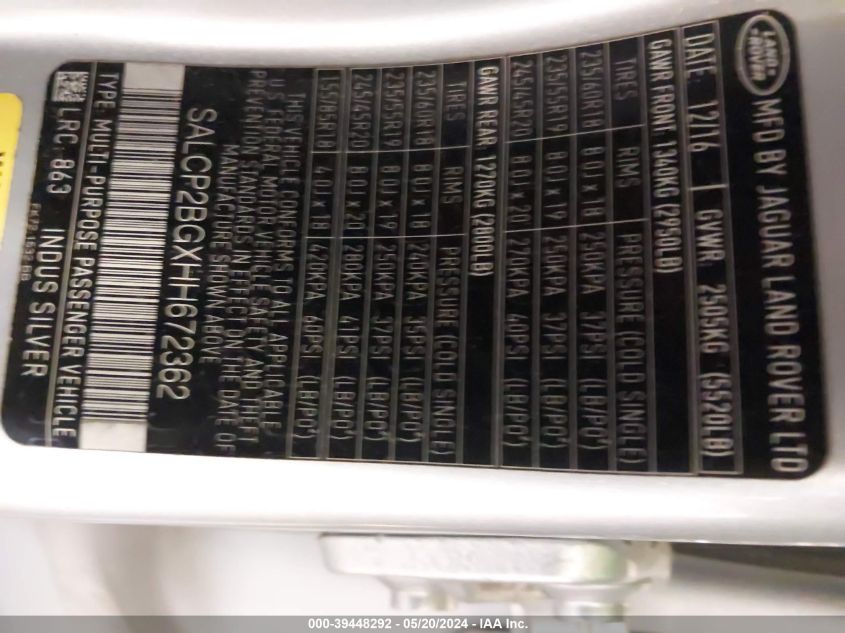 LAND
ROVER
MFD BY JAGUAR LAND ROVER LTD
DATE 12/16 GVWR 2505KG (5520LB)
GAWR FRONT 1340KG (2950LB)
TIRES RIMS PRESSURE (COLD SINGLE)
235/60R18 8.0J x 18 250KPA 37PSI (LB/PO²)
235/55R19 8.0J x 19 250KPA 37PSI (LB/PO²)
245/45R20 8.0J x 20 270KPA 40PSI (LB/PO²)
GAWR REAR 1270KG (2800LB)
TIRES RIMS PRESSURE (COLD SINGLE)
235/60R18 8.0J x 18 240KPA 35PSI (LB/PO²)
235/55R19 8.0J x 19 250KPA 37PSI (LB/PO²)
245/45R20 8.0J x 20 280KPA 41PSI (LB/PO²)
155/85R18 4.0J x 18 420KPA 60PSI (LB/PO²)
THIS VEHICLE CONFORMS TO ALL APPLICABLE
U.S. FEDERAL MOTOR VEHICLE SAFETY AND THEFT
PREVENTION STANDARDS IN EFFECT ON THE DATE OF
MANUFACTURE SHOWN ABOVE.
SALCP2BGXHH672362
TYPE: MULTI-PURPOSE PASSENGER VEHICLE
LRC 863 INDUS SILVER
000-39448292 - 05/20/2024 - IAA Inc.